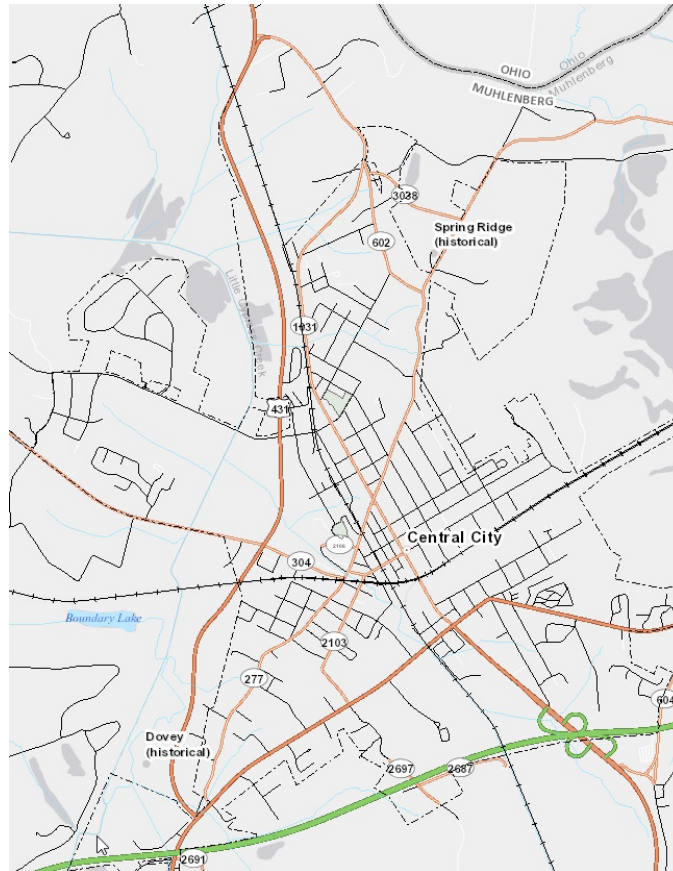 OHIO
Ohio
MUHLENBERG
Muhlenberg
3038
Spring Ridge
(historical)
602
1031
431
Central City
2108
304
Boundary Lake
2103
277
604
Dovey
(historical)
2697
2687
2691